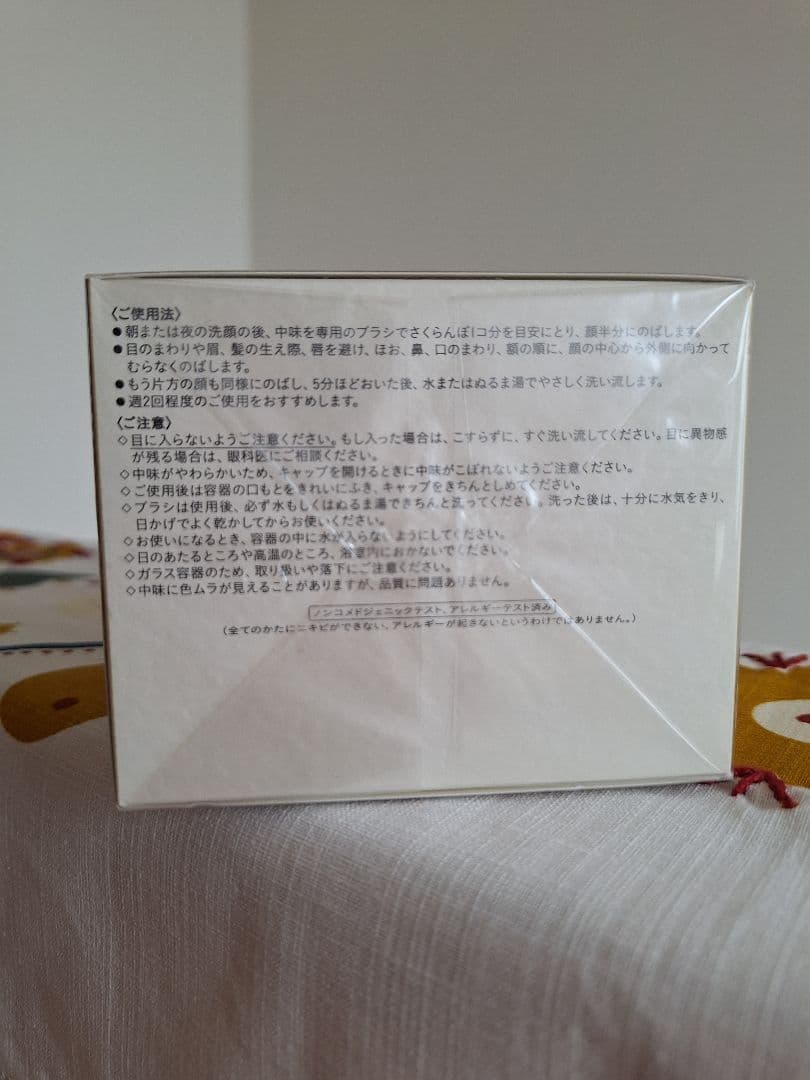 〈ご使用法〉
●朝または夜の洗顔の後、中味を専用のブラシでさくらんぼ1コ分を目安にとり、顔半分にのばします。
●目のまわりや眉、髪の生え際、唇を避け、ほお、鼻、口のまわり、額の順に、顔の中心から外側に向かって
むらなくのばします。
●もう片方の顔も同様にのばし、5分ほどおいた後、水またはぬるま湯でやさしく洗い流します。
●週2回程度のご使用をおすすめします。
〈ご注意〉
◇目に入らないようご注意ください。もし入った場合は、こすらずに、すぐ洗い流してください。目に異物感
が残る場合は、眼科医にご相談ください。
◇中味がやわらかいため、キャップを開けるときに中味がこぼれないようご注意ください。
◇ご使用後は容器の口もとをきれいにふき、キャップをきちんとしめてください。
◇ブラシは使用後、必ず水もしくはぬるま湯できちんと洗ってください。洗った後は、十分に水気をきり、
日かげでよく乾かしてからお使いください。
◇お使いになるとき、容器の中に水が入らないようにしてください。
◇日のあたるところや高温のところ、浴室内におかないでください。
◇ガラス容器のため、取り扱いや落下にご注意ください。
◇中味に色ムラが見えることがありますが、品質に問題ありません。
ノンコメドジェニックテスト、アレルギーテスト済み
（全てのかたにニキビができない、アレルギーが起きないというわけではありません。）